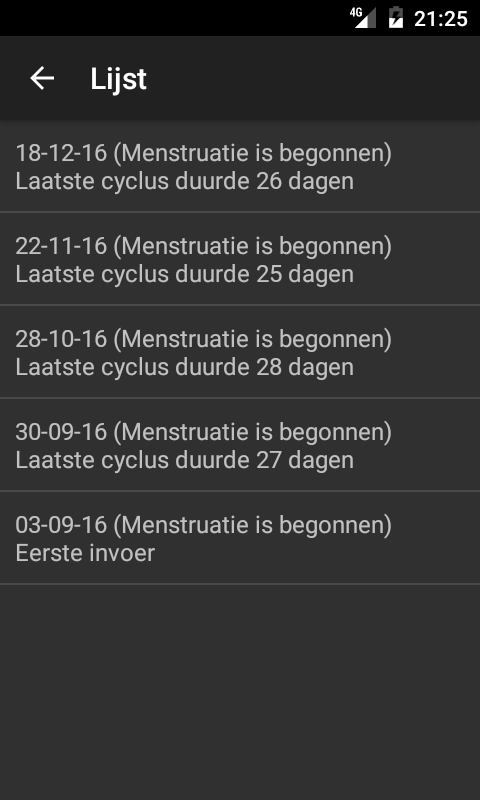 4G 21:25
Lijst
18-12-16 (Menstruatie is begonnen)
Laatste cyclus duurde 26 dagen
22-11-16 (Menstruatie is begonnen)
Laatste cyclus duurde 25 dagen
28-10-16 (Menstruatie is begonnen)
Laatste cyclus duurde 28 dagen
30-09-16 (Menstruatie is begonnen)
Laatste cyclus duurde 27 dagen
03-09-16 (Menstruatie is begonnen)
Eerste invoer